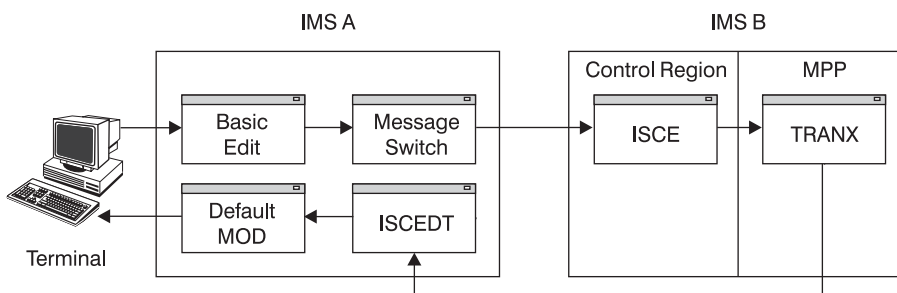 IMS A
IMS B
Control Region
MPP
Basic
Edit
Message
Switch
ISCE
TRANX
Default
MOD
ISCEDT
Terminal